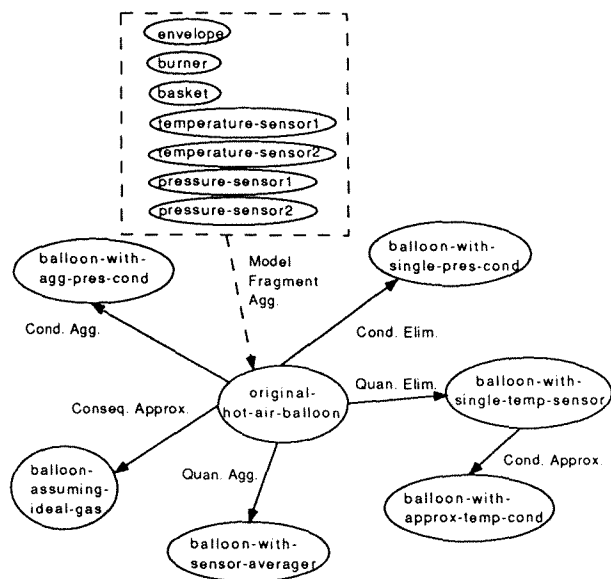 envelope
burner
basket
temperature-sensor1
temperature-sensor2
pressure-sensor1
pressure-sensor2
balloon-with-
agg-pres-cond
Model
Fragment
Agg.
balloon-with-
single-pres-cond
Cond. Agg.
Cond. Elim.
original-
hot-air-balloon
Quan. Elim.
balloon-with-
single-temp-sensor
Conseq. Approx.
balloon-
assuming-
ideal-gas
Quan. Agg.
Cond. Approx.
balloon-with-
approx-temp-cond
balloon-with-
sensor-averager